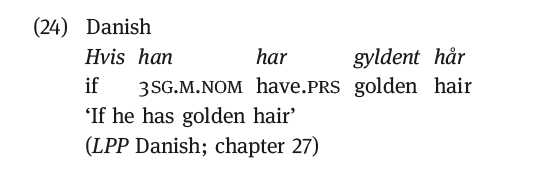 (24) Danish
Hvis han har gyldent hår
if 3SG.M.NOM have.PRS golden hair
‘If he has golden hair’
(LPP Danish; chapter 27)